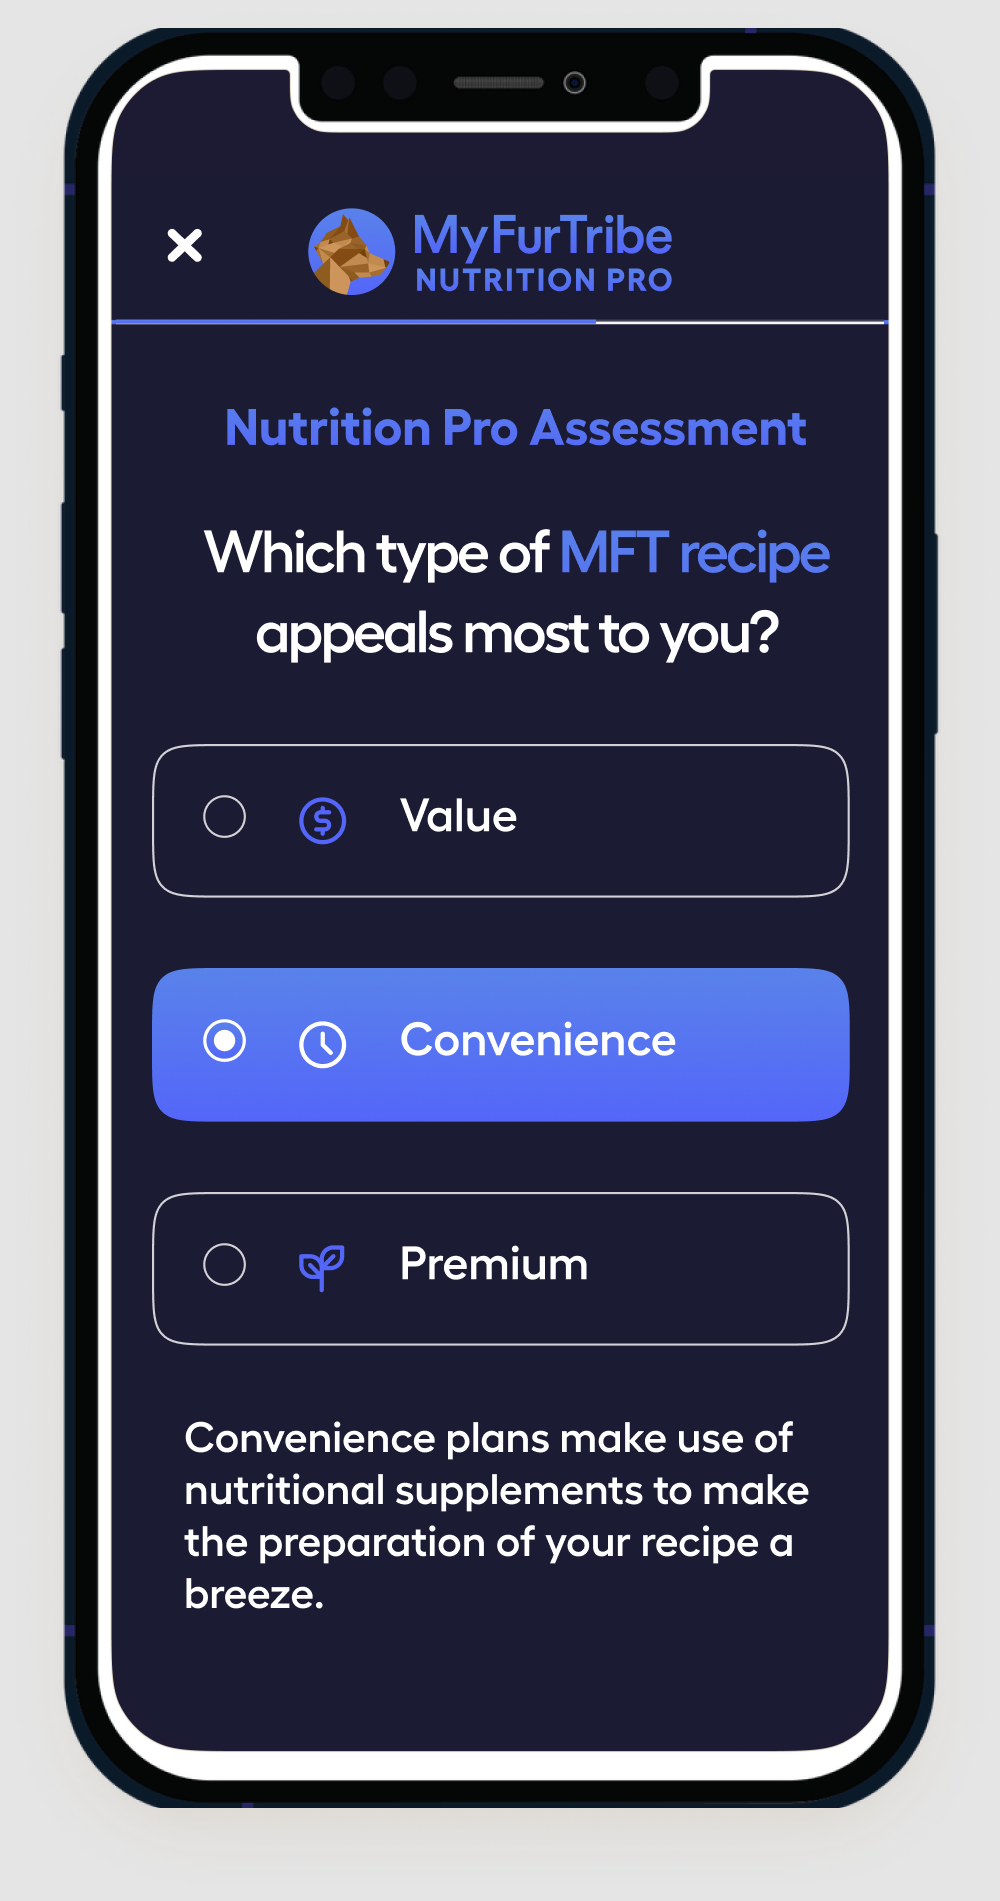 MyFurTribe
NUTRITION PRO
Nutrition Pro Assessment
Which type of MFT recipe
appeals most to you?
Value
Convenience
Premium
Convenience plans make use of
nutritional supplements to make
the preparation of your recipe a
breeze.